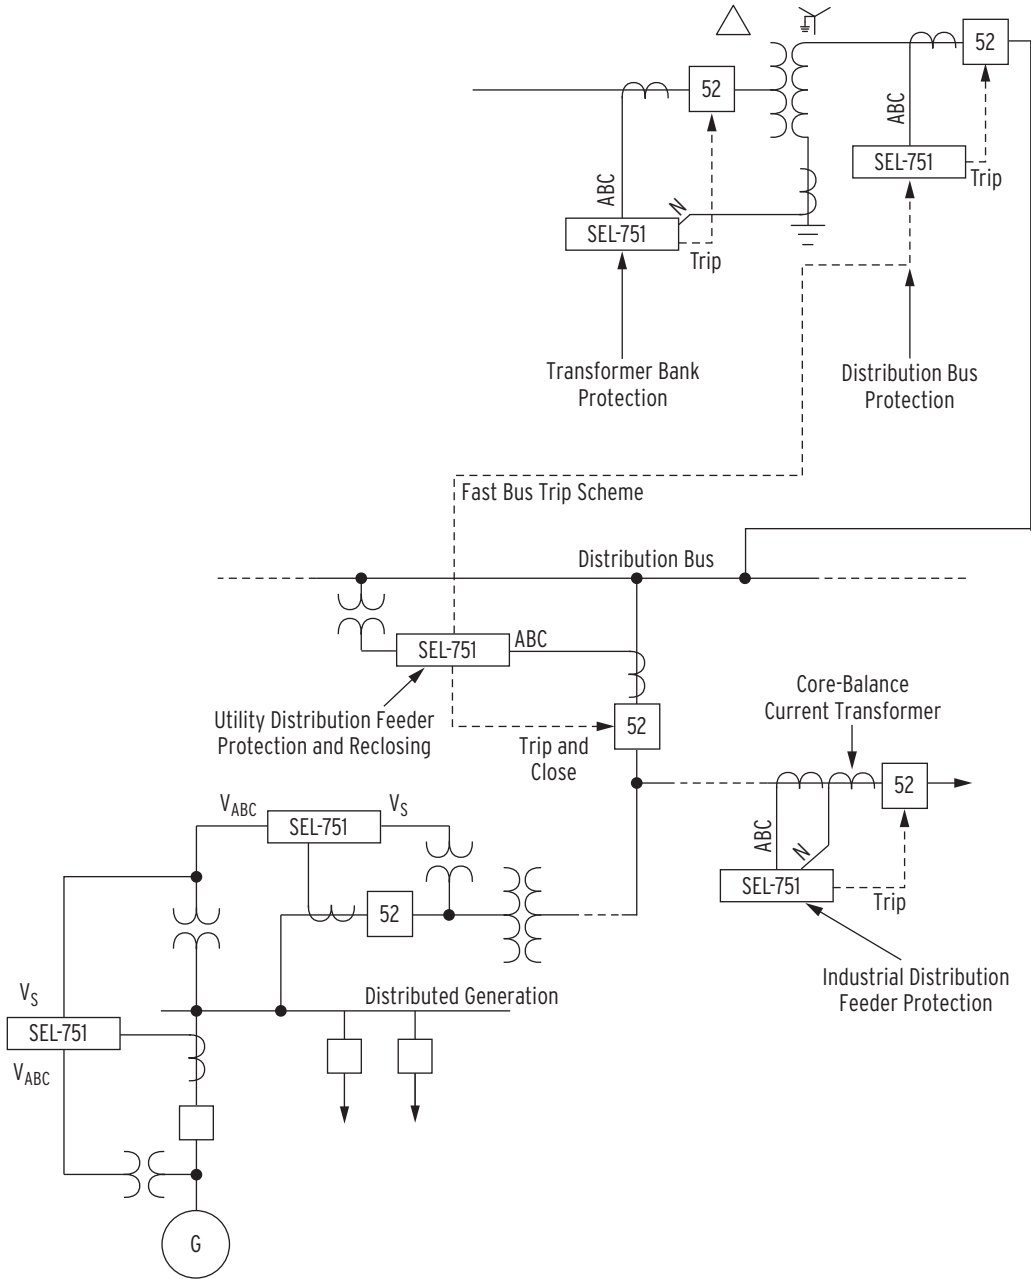 52
52
ABC
SEL-751
Trip
ABC
N
SEL-751
Trip
Transformer Bank
Protection
Distribution Bus
Protection
Fast Bus Trip Scheme
Distribution Bus
SEL-751
ABC
Utility Distribution Feeder
Protection and Reclosing
52
Trip and
Close
Core-Balance
Current Transformer
52
ABC
N
SEL-751
Trip
Industrial Distribution
Feeder Protection
VABC
SEL-751
VS
52
Distributed Generation
VS
SEL-751
VABC
G